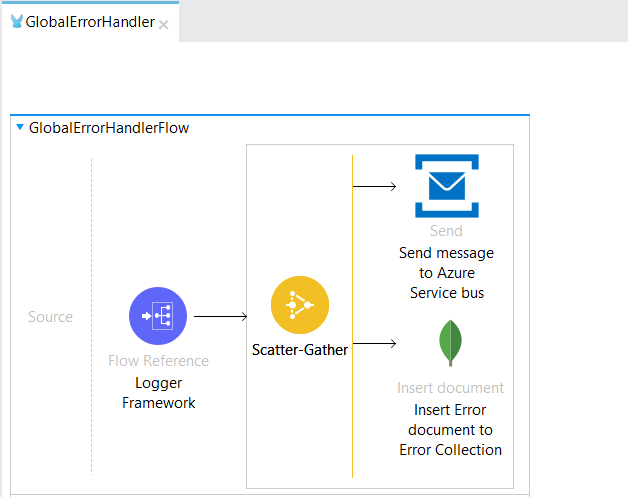 GlobalErrorHandler
GlobalErrorHandlerFlow
Source
Flow Reference
Logger
Framework
Scatter-Gather
Send
Send message
to Azure
Service bus
Insert document
Insert Error
document to
Error Collection